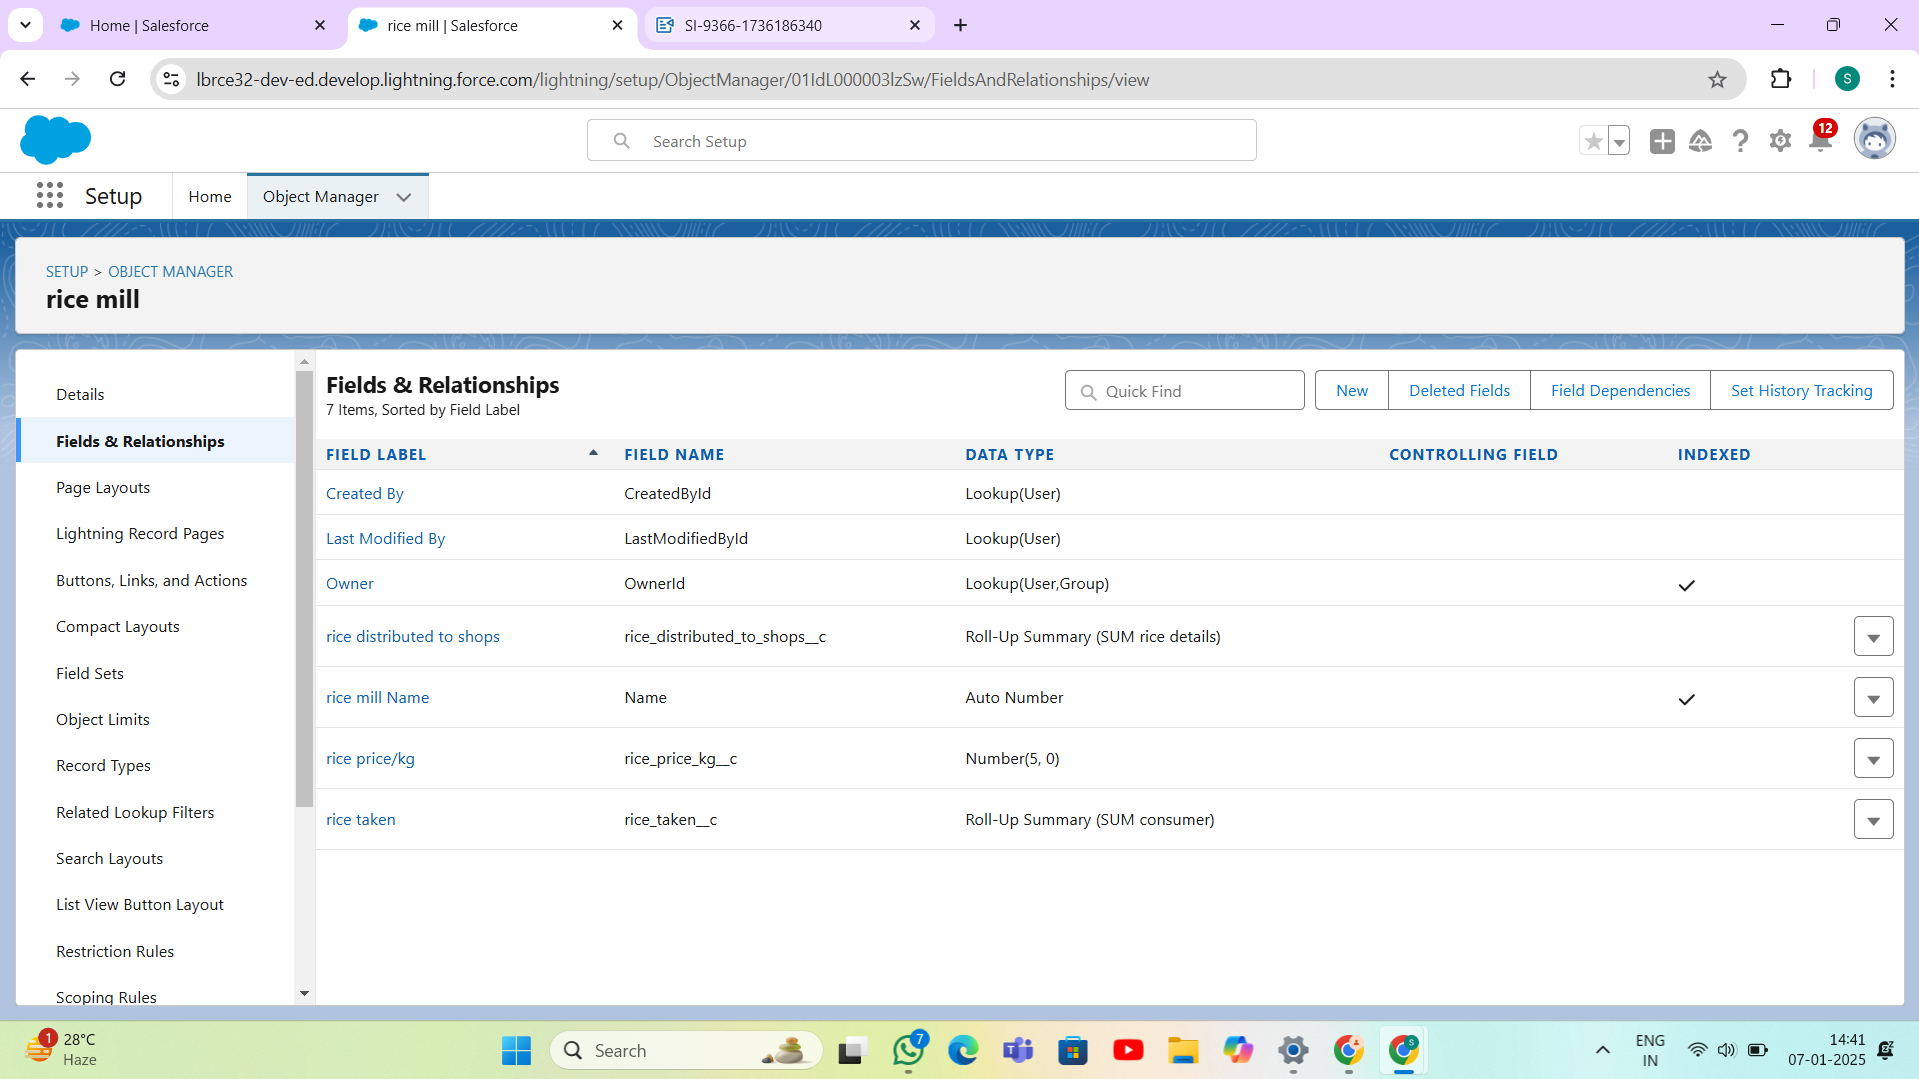 Home | Salesforce
rice mill | Salesforce
SI-9366-1736186340
lbrce32-dev-ed.develop.lightning.force.com/lightning/setup/ObjectManager/01IdL000003lzSw/FieldsAndRelationships/view
S
Search Setup
12
Setup
Home
Object Manager
SETUP > OBJECT MANAGER
rice mill
Details
Fields & Relationships
Page Layouts
Lightning Record Pages
Buttons, Links, and Actions
Compact Layouts
Field Sets
Object Limits
Record Types
Related Lookup Filters
Search Layouts
List View Button Layout
Restriction Rules
Scoping Rules
Fields & Relationships
7 Items, Sorted by Field Label
Quick Find
New
Deleted Fields
Field Dependencies
Set History Tracking
FIELD LABEL FIELD NAME DATA TYPE CONTROLLING FIELD INDEXED
Created By CreatedById Lookup(User)
Last Modified By LastModifiedById Lookup(User)
Owner OwnerId Lookup(User,Group)
rice distributed to shops rice_distributed_to_shops__c Roll-Up Summary (SUM rice details)
rice mill Name Name Auto Number
rice price/kg rice_price_kg__c Number(5, 0)
rice taken rice_taken__c Roll-Up Summary (SUM consumer)
1
28°C
Haze
Search
7
S
ENG
IN
14:41
07-01-2025